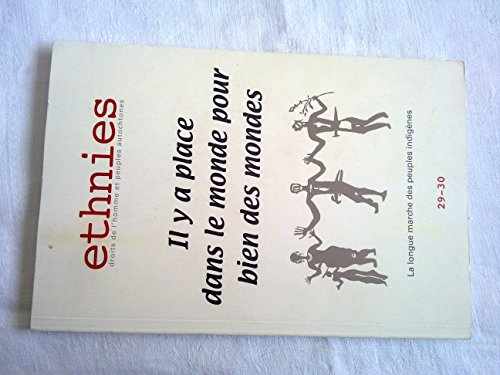 ethnies
droits de l'homme et peuples autochtones
Il y a place
dans le monde pour
bien des mondes
La longue marche des peuples indigènes
29-30